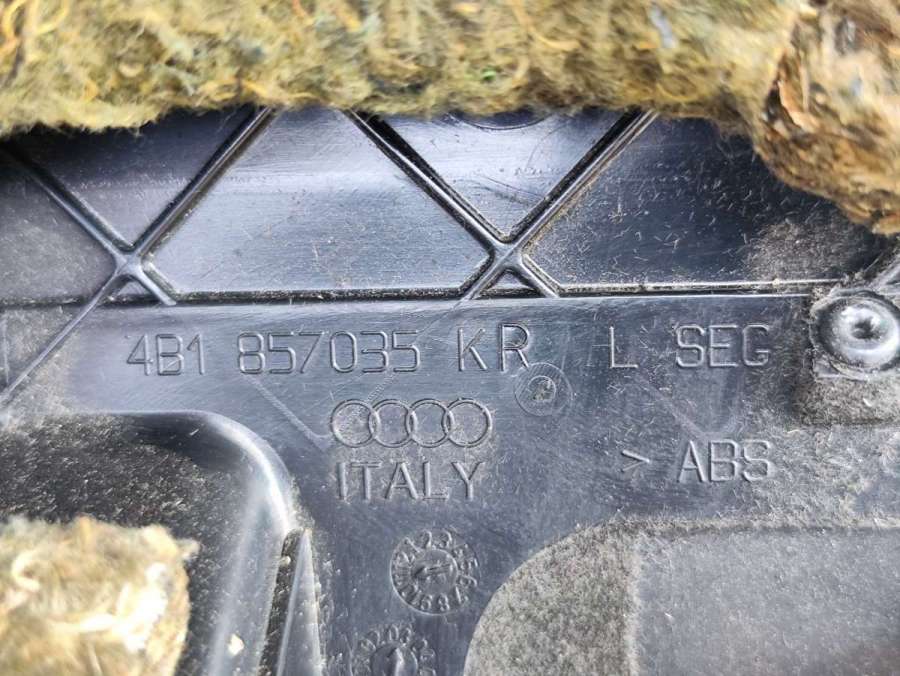 4B1 857035 KR L SEG
ITALY > ABS